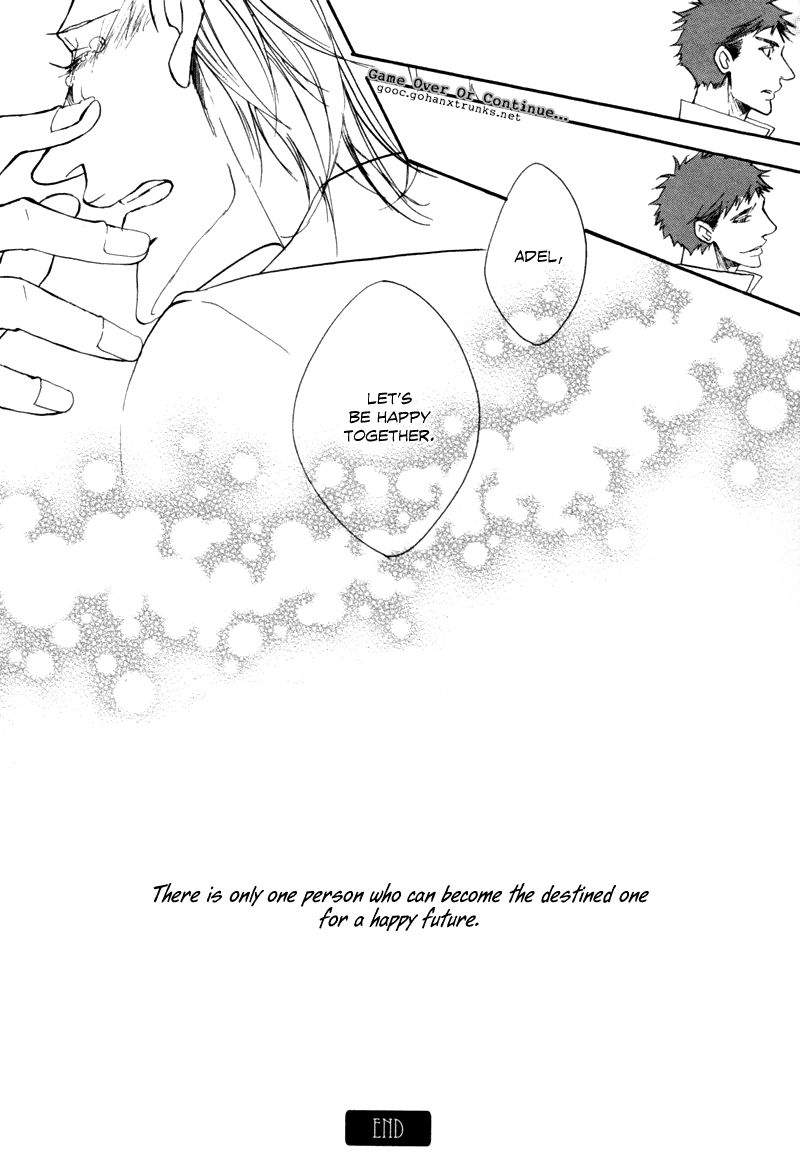 Game Over Or Continue...
gooc.gohanxtrunks.net
ADEL,
LET'S
BE HAPPY
TOGETHER.
There is only one person who can become the destined one
for a happy future.
END